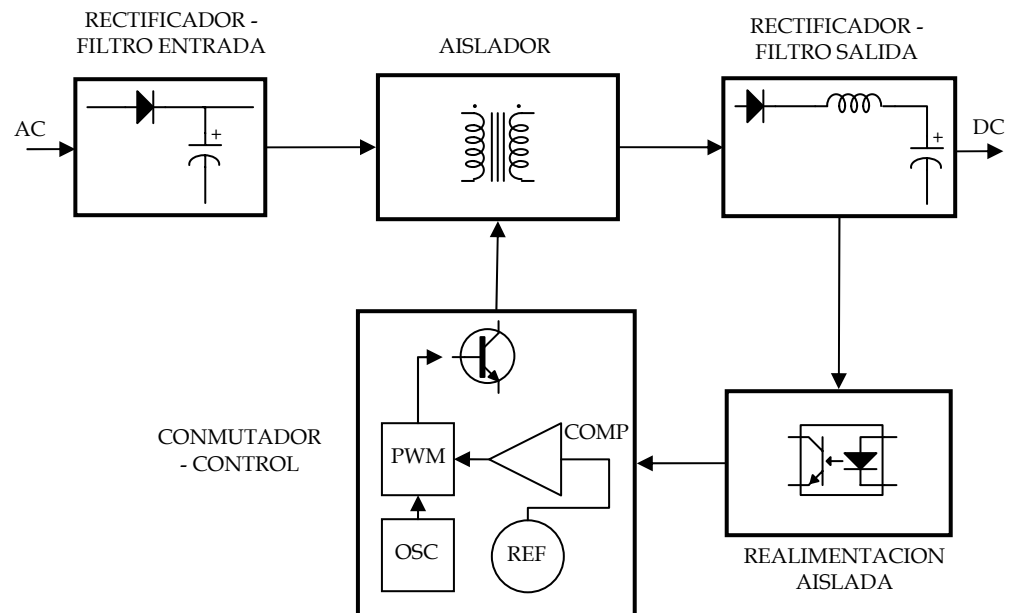 RECTIFICADOR -
FILTRO ENTRADA
AISLADOR
RECTIFICADOR -
FILTRO SALIDA
AC
+
+
DC
CONMUTADOR
- CONTROL
COMP
PWM
OSC
REF
REALIMENTACION
AISLADA